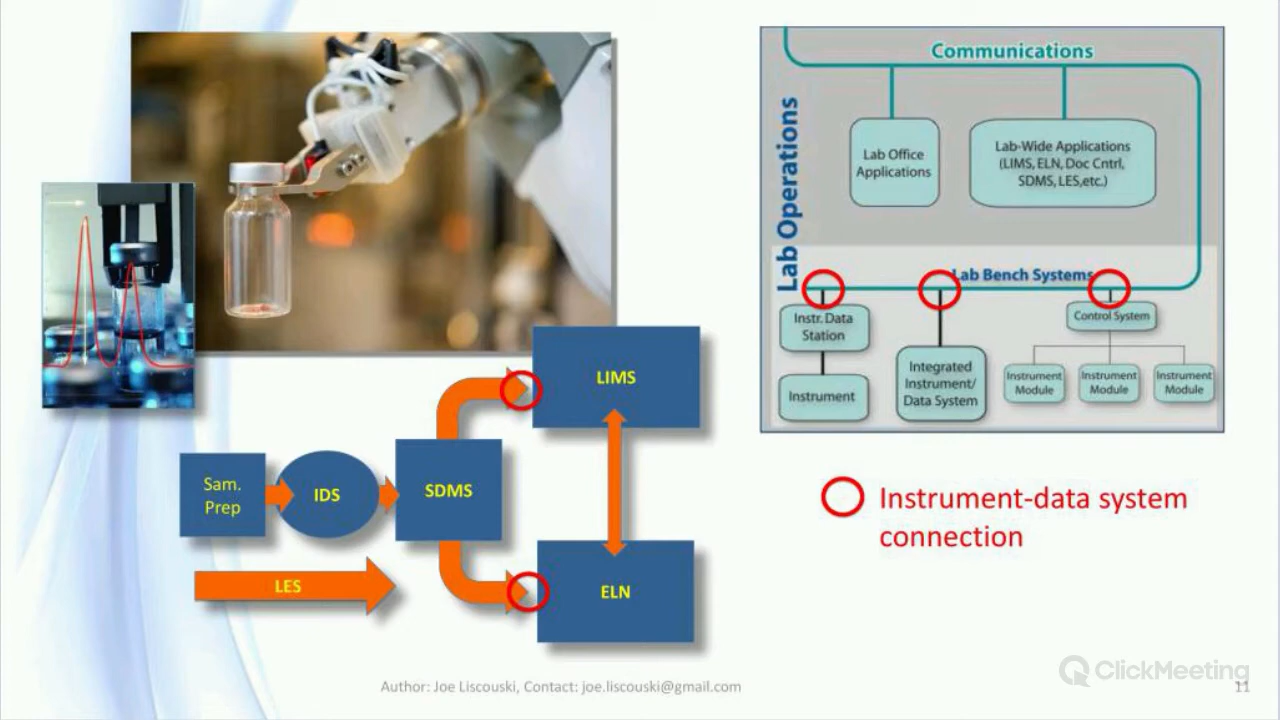 Communications
Lab Operations
Lab Office
Applications
Lab-Wide Applications
(LIMS, ELN, Doc Cntrl,
SDMS, LES,etc.)
Lab Bench Systems
Instr. Data
Station
Instrument
Integrated
Instrument/
Data System
Control System
Instrument
Module
Instrument
Module
Instrument
Module
LIMS
Sam.
Prep
IDS
SDMS
LES
ELN
Instrument-data system
connection
Author: Joe Liscouski, Contact: joe.liscouski@gmail.com
ClickMeeting
11